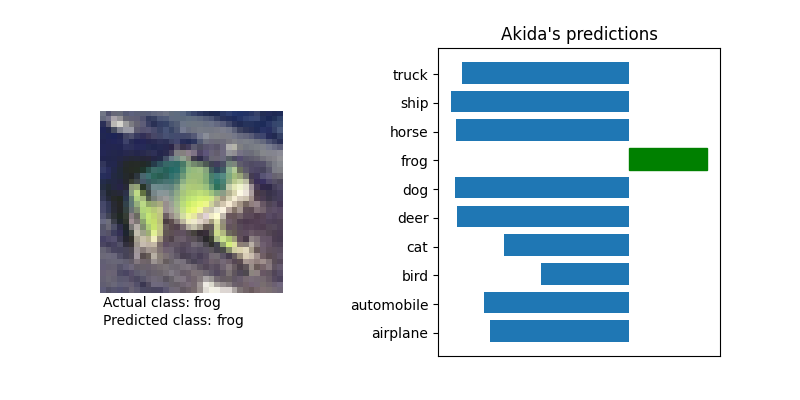 Akida's predictions
truck
ship
horse
frog
dog
deer
cat
bird
automobile
airplane
Actual class: frog
Predicted class: frog